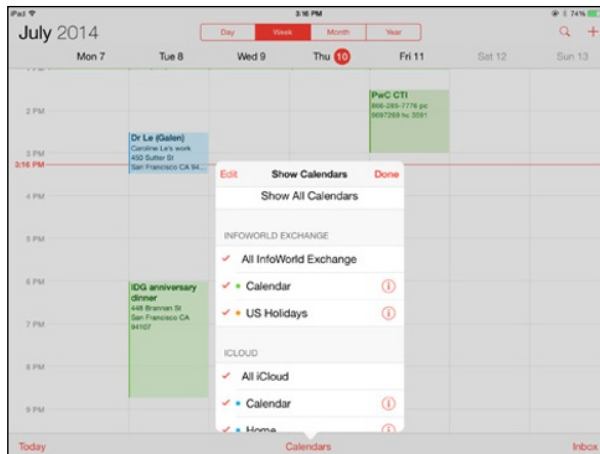 iPad 3:16 PM 74%
July 2014 Day Week Month Year
Mon 7 Tue 8 Wed 9 Thu 10 Fri 11 Sat 12 Sun 13
2 PM
PwC CTI
866-285-7778 pc
9697268 hc 3591
3 PM
Dr Le (Galen)
Caroline Le's work
450 Sutter St
San Francisco CA 94...
3:16 PM
4 PM
5 PM
6 PM
IDG anniversary
dinner
448 Brannan St
San Francisco CA
94107
7 PM
8 PM
9 PM
Edit Show Calendars Done
Show All Calendars
INFOWORLD EXCHANGE
All InfoWorld Exchange
Calendar
US Holidays
ICLOUD
All iCloud
Calendar
Home
Today Calendars Inbox